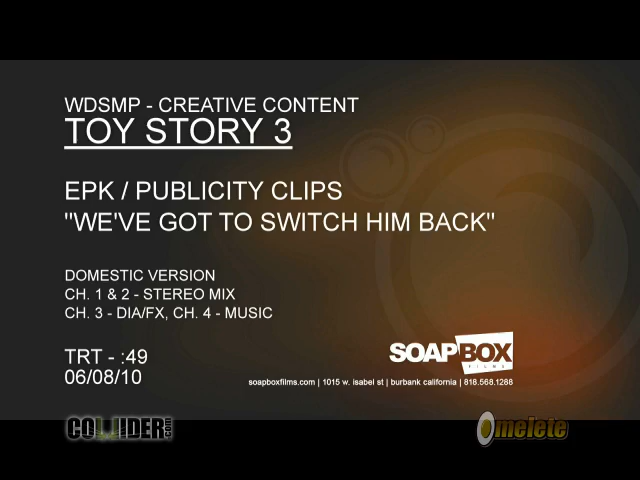 WDSMP - CREATIVE CONTENT
TOY STORY 3
EPK / PUBLICITY CLIPS
"WE'VE GOT TO SWITCH HIM BACK"
DOMESTIC VERSION
CH. 1 & 2 - STEREO MIX
CH. 3 - DIA/FX, CH. 4 - MUSIC
TRT - :49
06/08/10
SOAPBOX
FILMS
soapboxfilms.com | 1015 w. isabel st | burbank california | 818.568.1288
COLLIDER.com
omelete